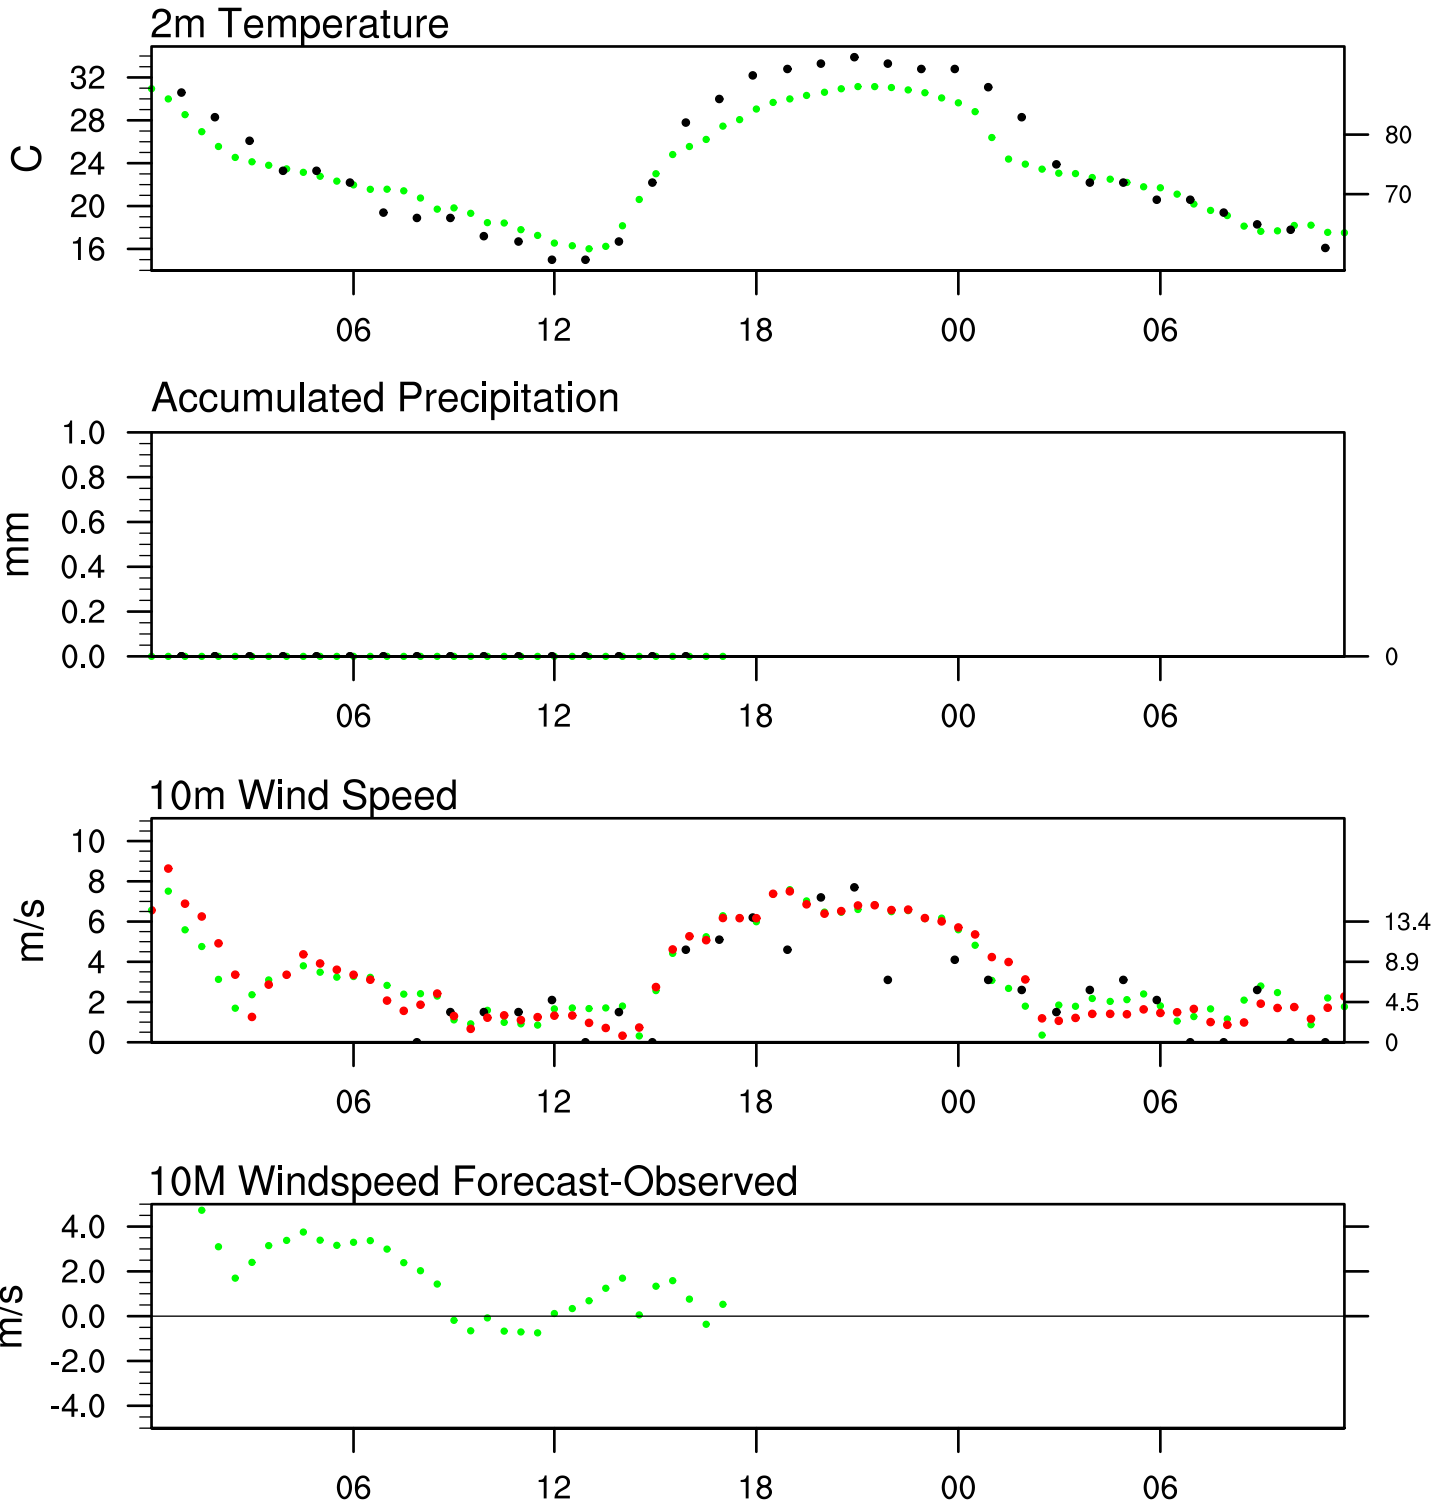 2m Temperature
32
28
24
20
16
C
80
70
06 12 18 00 06
Accumulated Precipitation
1.0
0.8
0.6
0.4
0.2
0.0
mm
0
06 12 18 00 06
10m Wind Speed
10
8
6
4
2
0
m/s
13.4
8.9
4.5
0
06 12 18 00 06
10M Windspeed Forecast-Observed
4.0
2.0
0.0
-2.0
-4.0
m/s
06 12 18 00 06